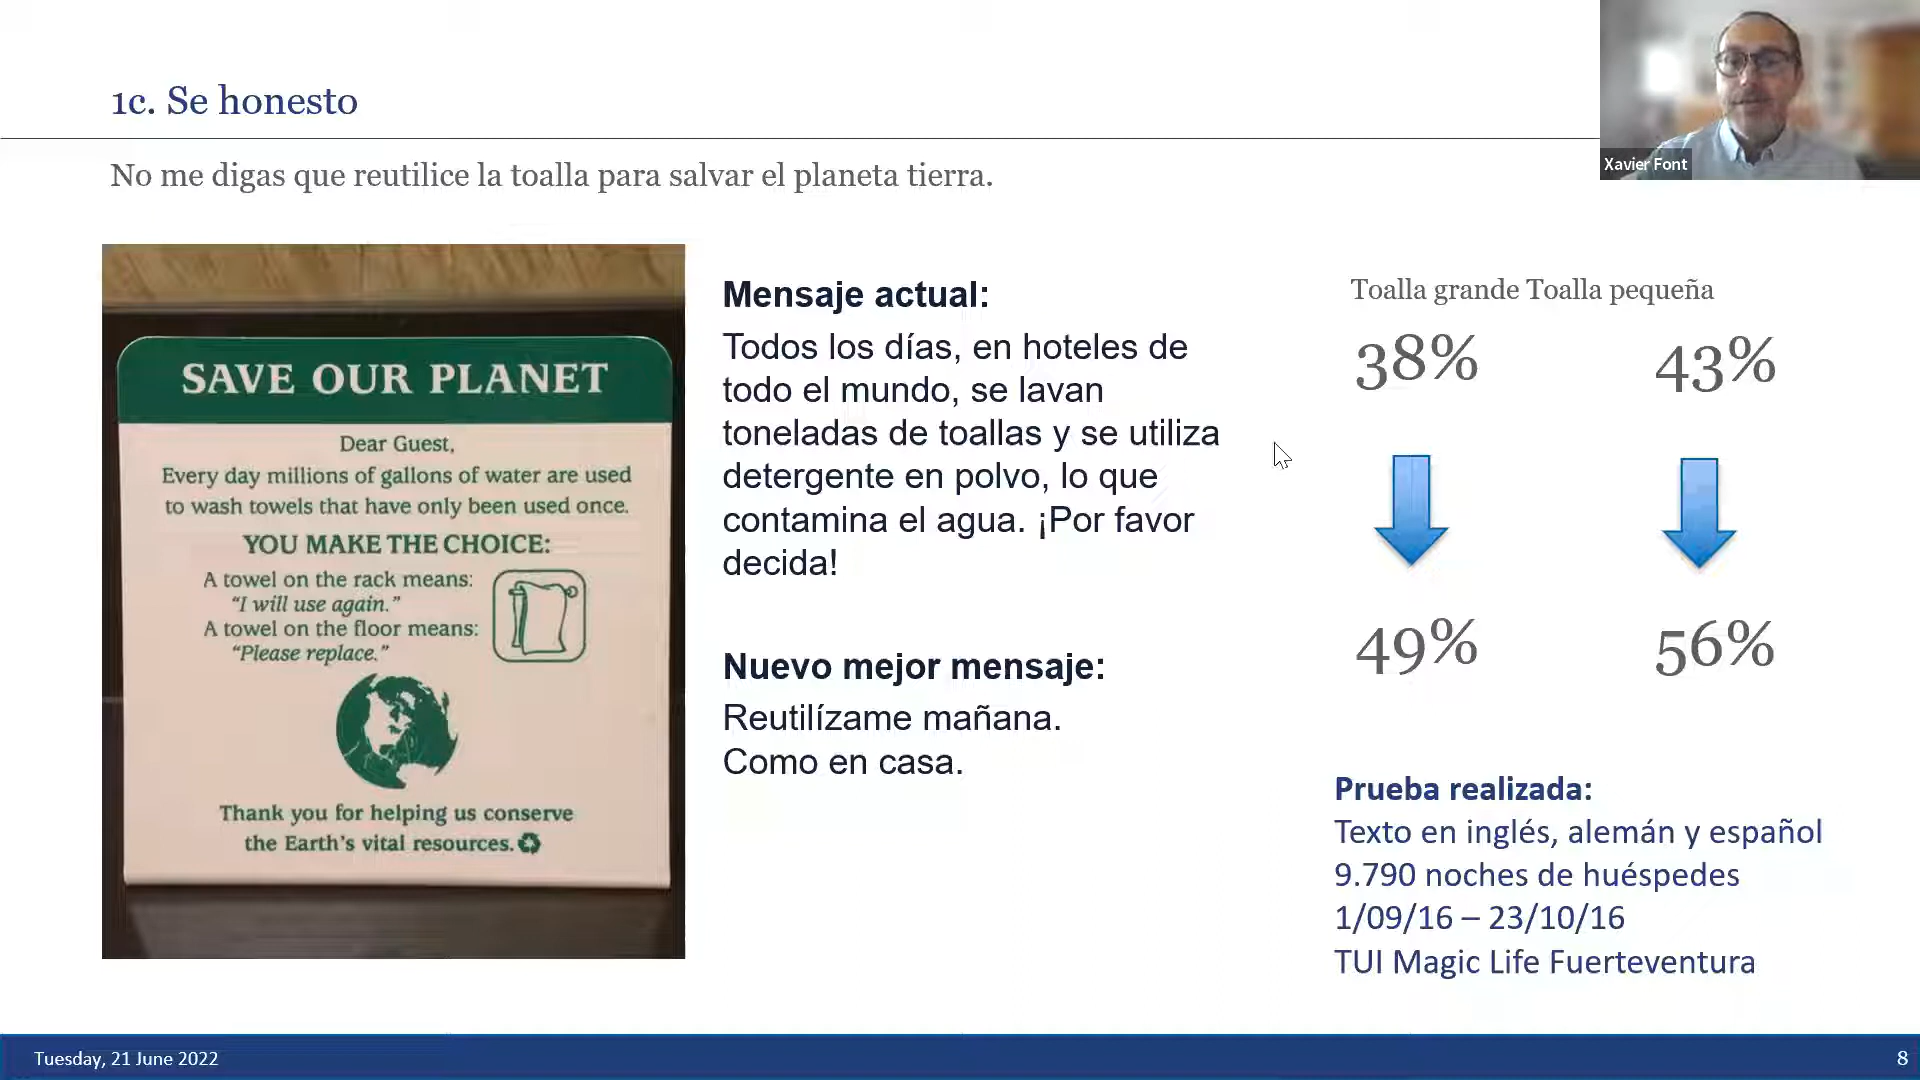 1c. Se honesto
Xavier Font
No me digas que reutilice la toalla para salvar el planeta tierra.
SAVE OUR PLANET
Dear Guest,
Every day millions of gallons of water are used
to wash towels that have only been used once.
YOU MAKE THE CHOICE:
A towel on the rack means:
“I will use again.”
A towel on the floor means:
“Please replace.”
Thank you for helping us conserve
the Earth’s vital resources.
Mensaje actual:
Todos los días, en hoteles de
todo el mundo, se lavan
toneladas de toallas y se utiliza
detergente en polvo, lo que
contamina el agua. ¡Por favor
decida!
Nuevo mejor mensaje:
Reutilízame mañana.
Como en casa.
Toalla grande Toalla pequeña
38% 43%
49% 56%
Prueba realizada:
Texto en inglés, alemán y español
9.790 noches de huéspedes
1/09/16 – 23/10/16
TUI Magic Life Fuerteventura
Tuesday, 21 June 2022
8